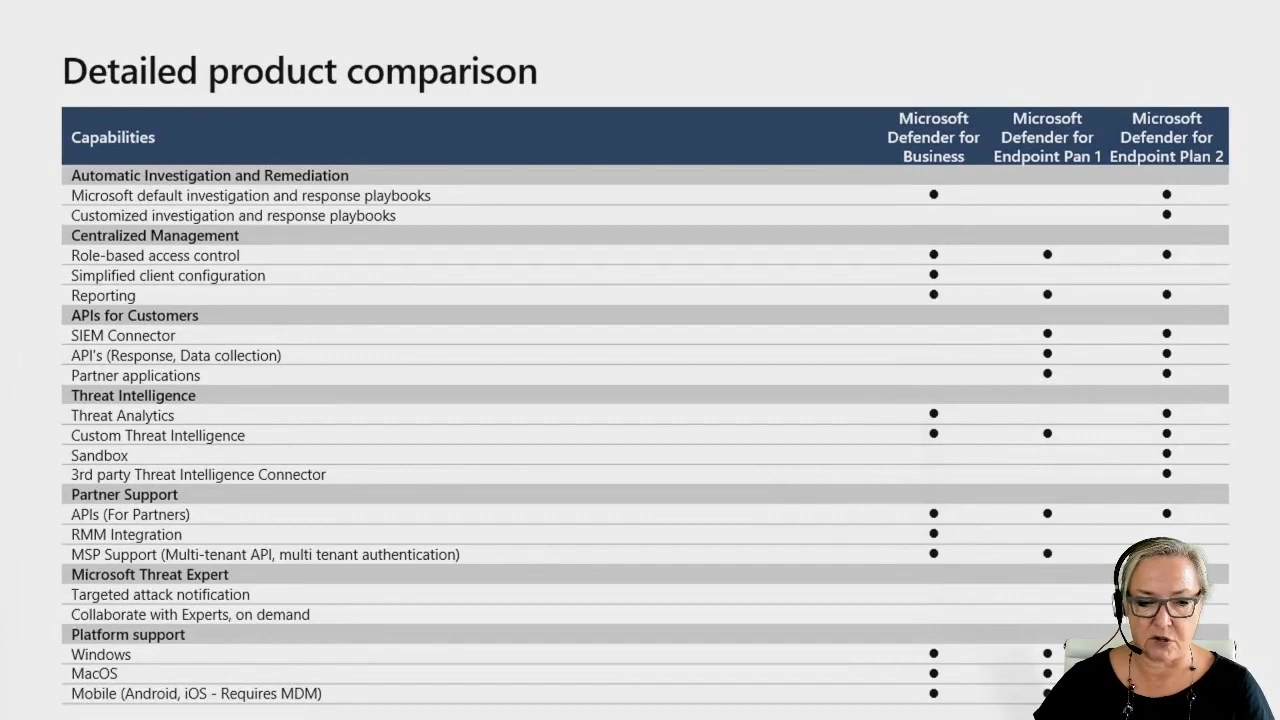 Detailed product comparison
Capabilities
Microsoft Defender for Business
Microsoft Defender for Endpoint Pan 1
Microsoft Defender for Endpoint Plan 2
Automatic Investigation and Remediation
Microsoft default investigation and response playbooks ● ●
Customized investigation and response playbooks ●
Centralized Management
Role-based access control ● ● ●
Simplified client configuration ●
Reporting ● ● ●
APIs for Customers
SIEM Connector ● ●
API's (Response, Data collection) ● ●
Partner applications ● ●
Threat Intelligence
Threat Analytics ● ●
Custom Threat Intelligence ● ● ●
Sandbox ●
3rd party Threat Intelligence Connector ●
Partner Support
APIs (For Partners) ● ● ●
RMM Integration ●
MSP Support (Multi-tenant API, multi tenant authentication) ● ●
Microsoft Threat Expert
Targeted attack notification
Collaborate with Experts, on demand
Platform support
Windows ● ●
MacOS ● ●
Mobile (Android, iOS - Requires MDM) ● ●